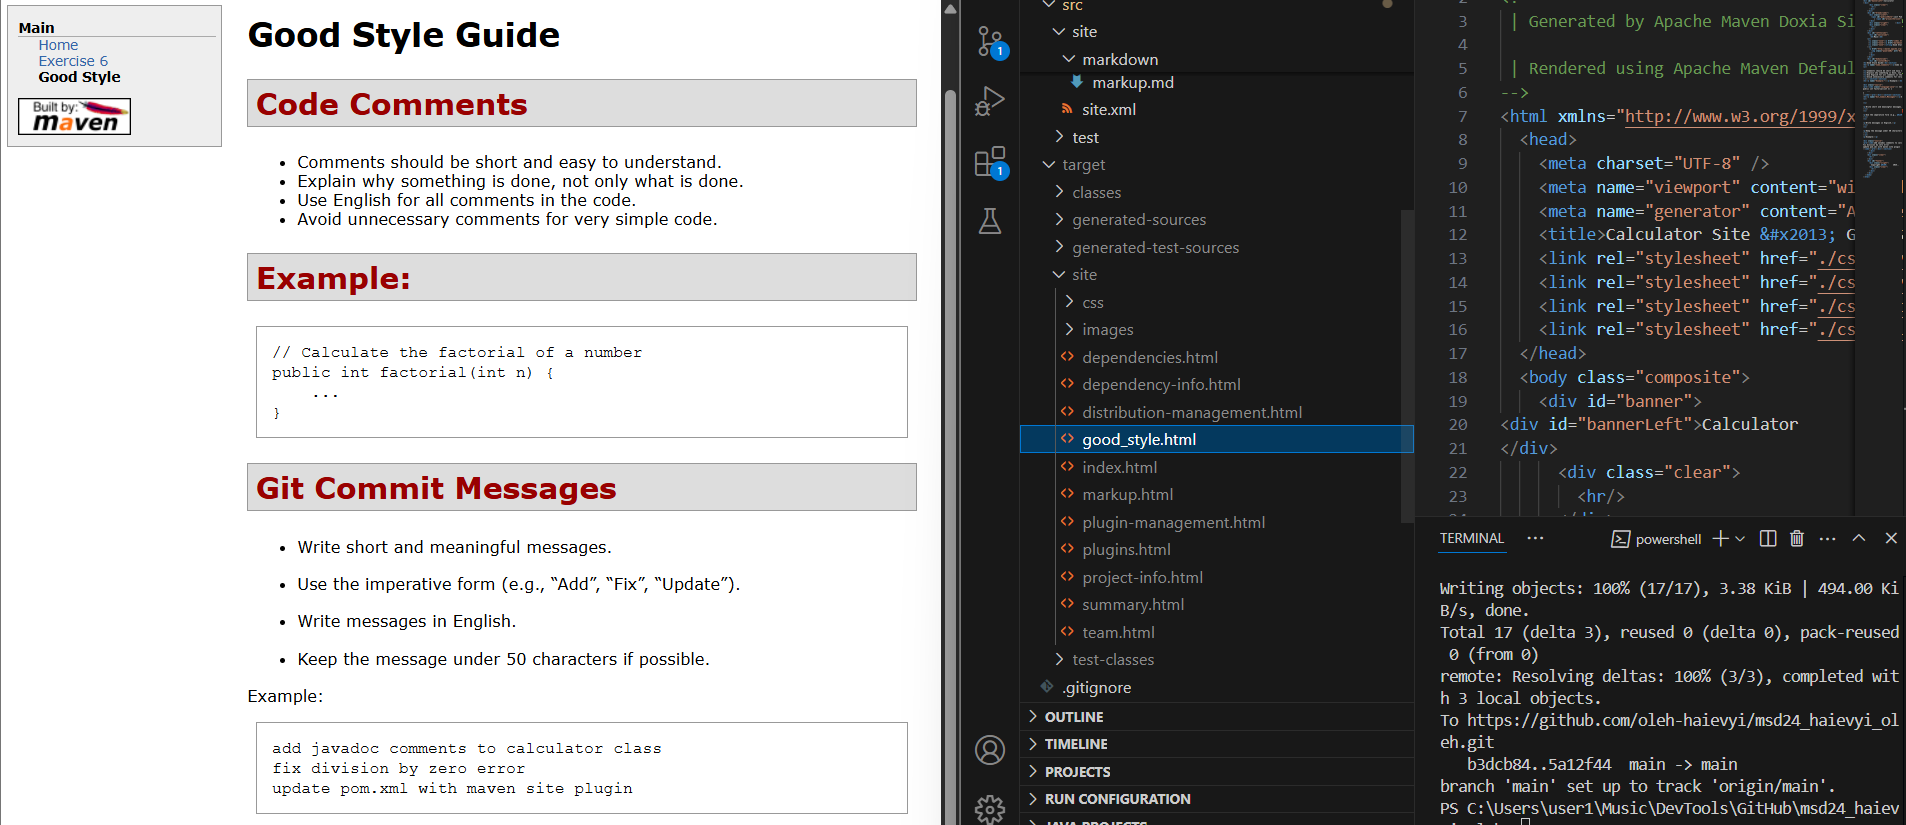 Main
Home
Exercise 6
Good Style
Built by:
maven
Good Style Guide
Code Comments
• Comments should be short and easy to understand.
• Explain why something is done, not only what is done.
• Use English for all comments in the code.
• Avoid unnecessary comments for very simple code.
Example:
// Calculate the factorial of a number
public int factorial(int n) {
    ...
}
Git Commit Messages
• Write short and meaningful messages.
• Use the imperative form (e.g., “Add”, “Fix”, “Update”).
• Write messages in English.
• Keep the message under 50 characters if possible.
Example:
add javadoc comments to calculator class
fix division by zero error
update pom.xml with maven site plugin
1
1
src
site
markdown
markup.md
site.xml
test
target
classes
generated-sources
generated-test-sources
site
css
images
dependencies.html
dependency-info.html
distribution-management.html
good_style.html
index.html
markup.html
plugin-management.html
plugins.html
project-info.html
summary.html
team.html
test-classes
.gitignore
OUTLINE
TIMELINE
PROJECTS
RUN CONFIGURATION
JAVA PROJECTS
3 | Generated by Apache Maven Doxia Si
4
5 | Rendered using Apache Maven Defaul
6 -->
7 <html xmlns="http://www.w3.org/1999/x
8 <head>
9 <meta charset="UTF-8" />
10 <meta name="viewport" content="wi
11 <meta name="generator" content="A
12 <title>Calculator Site &#x2013; G
13 <link rel="stylesheet" href="./cs
14 <link rel="stylesheet" href="./cs
15 <link rel="stylesheet" href="./cs
16 <link rel="stylesheet" href="./cs
17 </head>
18 <body class="composite">
19 <div id="banner">
20 <div id="bannerLeft">Calculator
21 </div>
22 <div class="clear">
23 <hr/>
TERMINAL
powershell
Writing objects: 100% (17/17), 3.38 KiB | 494.00 Ki
B/s, done.
Total 17 (delta 3), reused 0 (delta 0), pack-reused
0 (from 0)
remote: Resolving deltas: 100% (3/3), completed wit
h 3 local objects.
To https://github.com/oleh-haievyi/msd24_haievyi_ol
eh.git
b3dcb84..5a12f44  main -> main
branch 'main' set up to track 'origin/main'.
PS C:\Users\user1\Music\DevTools\GitHub\msd24_haiev